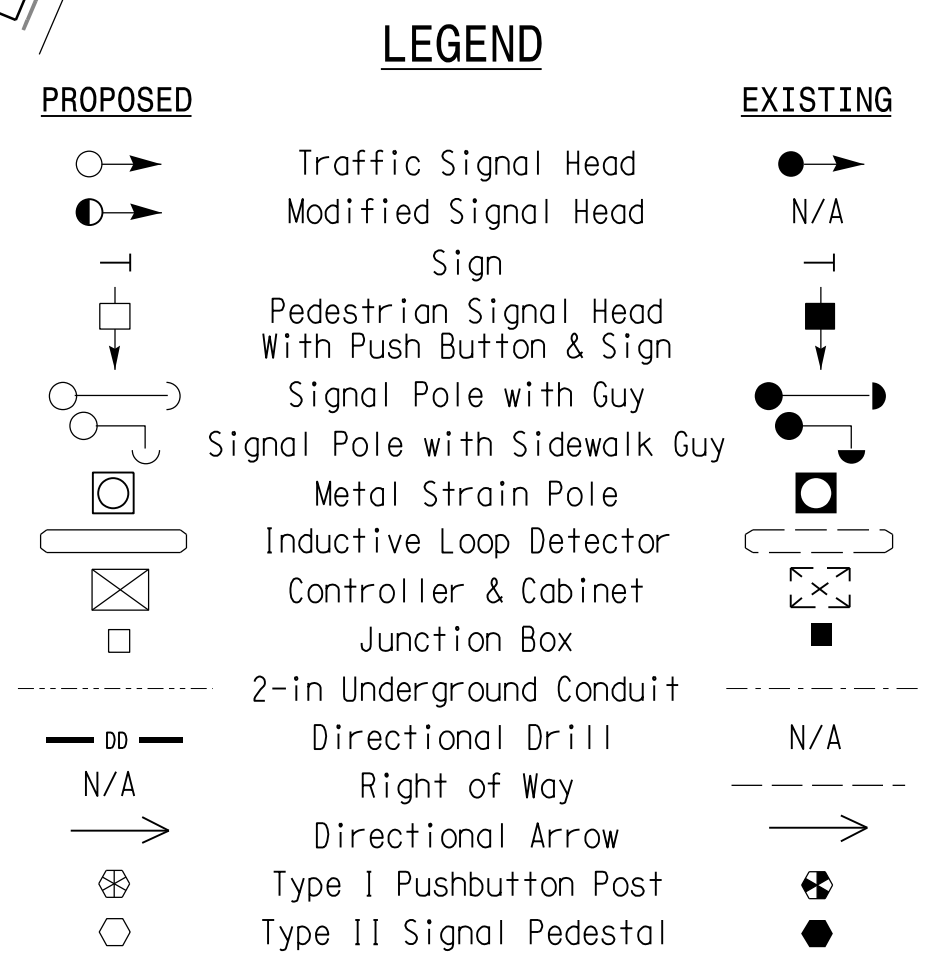 LEGEND
PROPOSED EXISTING
Traffic Signal Head
Modified Signal Head N/A
Sign
Pedestrian Signal Head
With Push Button & Sign
Signal Pole with Guy
Signal Pole with Sidewalk Guy
Metal Strain Pole
Inductive Loop Detector
Controller & Cabinet
Junction Box
2-in Underground Conduit
DD Directional Drill N/A
N/A Right of Way
Directional Arrow
Type I Pushbutton Post
Type II Signal Pedestal